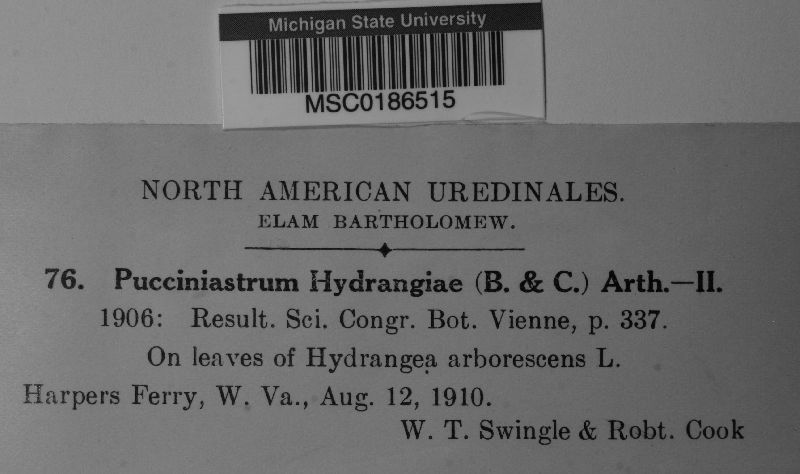 Michigan State University
MSC0186515
NORTH AMERICAN UREDINALES.
ELAM BARTHOLOMEW.
76. Pucciniastrum Hydrangiae (B. & C.) Arth.—II.
1906: Result. Sci. Congr. Bot. Vienne, p. 337.
On leaves of Hydrangea arborescens L.
Harpers Ferry, W. Va., Aug. 12, 1910.
W. T. Swingle & Robt. Cook